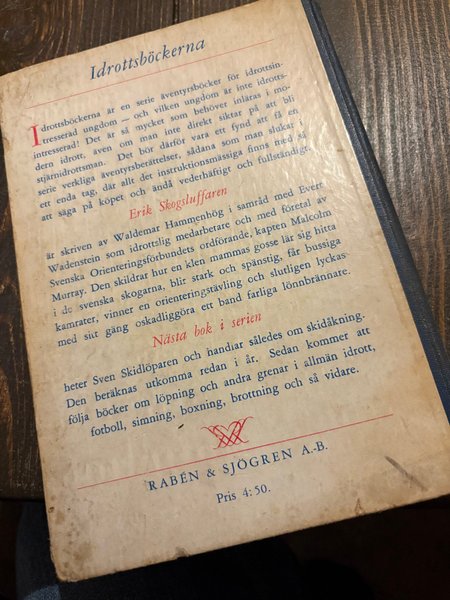 Idrottsböckerna
Idrottsböckerna är en serie äventyrsböcker för idrottsin-
tresserad ungdom — och vilken ungdom är inte idrotts-
intresserad! Det är så mycket som behöver inläras i mo-
dern idrott, även om man inte direkt siktar på att bli
stjärnidrottsman. Det bör därför vara ett fynd att få en
serie verkliga äventyrsberättelser, sådana som man slukar i
ett enda tag, där allt det instruktionsmässiga finns med så
att säga på köpet och ändå vederhäftigt och fullständigt.
Erik Skogsluffaren
är skriven av Waldemar Hammenhög i samråd med Evert
Wadenstein som idrottslig medarbetare och med företal av
Svenska Orienteringförbundets ordförande, kapten Malcolm
Murray. Den skildrar hur en klen mammas gosse lär sig hitta
i de svenska skogarna, blir stark och spänstig, får bussiga
kamrater, vinner en orienteringstävling och slutligen lyckas
med sitt gäng oskadliggöra ett band farliga lönnbrännare.
Nästa bok i serien
heter Sven Skidlöparen och handlar således om skidåkning.
Den beräknas utkomma redan i år. Sedan kommer att
följa böcker om löpning och andra grenar i allmän idrott,
fotboll, simning, boxning, brottning och så vidare.
RABÉN & SJÖGREN A.-B.
Pris 4:50.